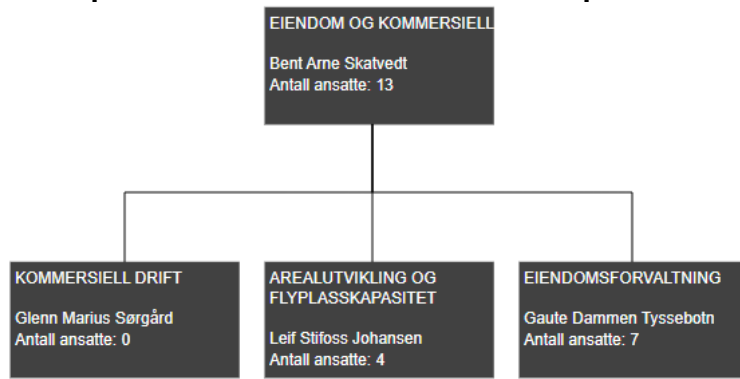 EIENDOM OG KOMMERSIELL
Bent Arne Skatvedt
Antall ansatte: 13
KOMMERSIELL DRIFT
Glenn Marius Sørgård
Antall ansatte: 0
AREALUTVIKLING OG
FLYPLASSKAPASITET
Leif Stifoss Johansen
Antall ansatte: 4
EIENDOMSFORVALTNING
Gaute Dammen Tyssebotn
Antall ansatte: 7